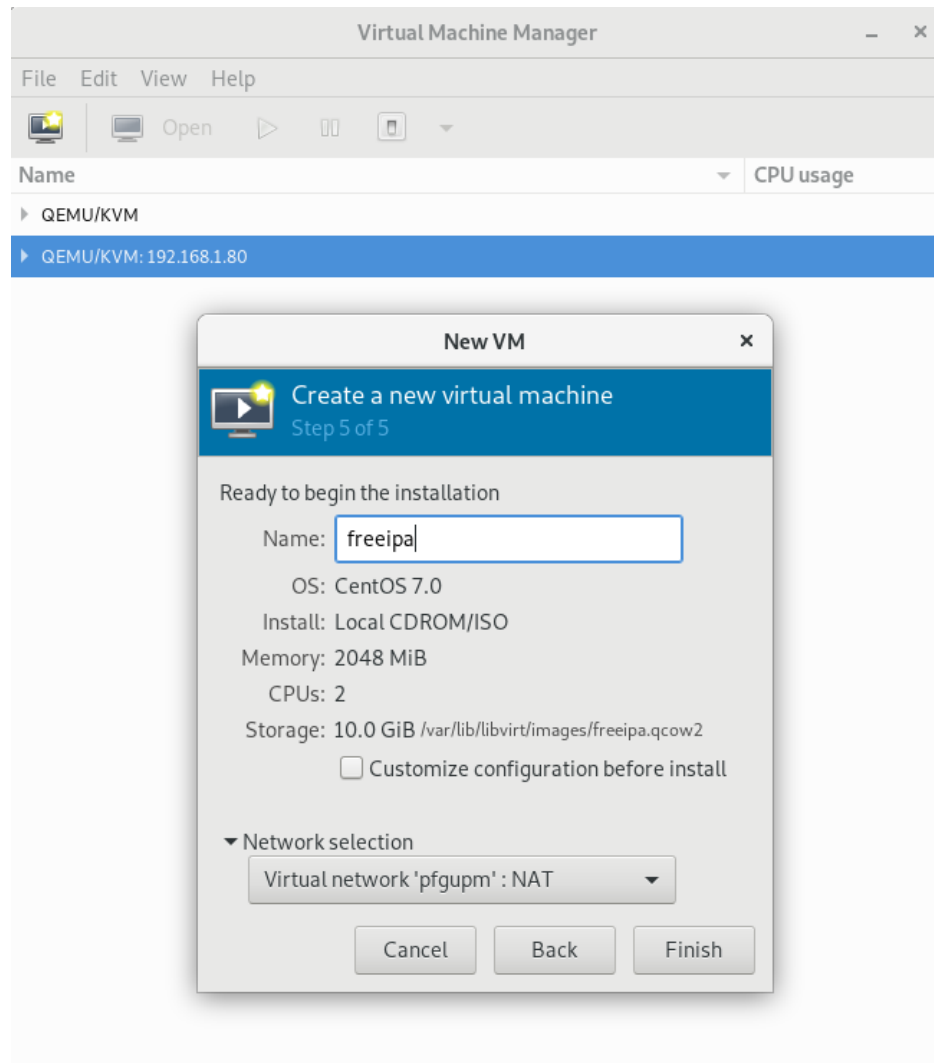 Virtual Machine Manager
File Edit View Help
Open
Name CPU usage
QEMU/KVM
QEMU/KVM: 192.168.1.80
New VM
Create a new virtual machine
Step 5 of 5
Ready to begin the installation
Name: freeipa
OS: CentOS 7.0
Install: Local CDROM/ISO
Memory: 2048 MiB
CPUs: 2
Storage: 10.0 GiB /var/lib/libvirt/images/freeipa.qcow2
Customize configuration before install
Network selection
Virtual network 'pfgupm' : NAT
Cancel Back Finish